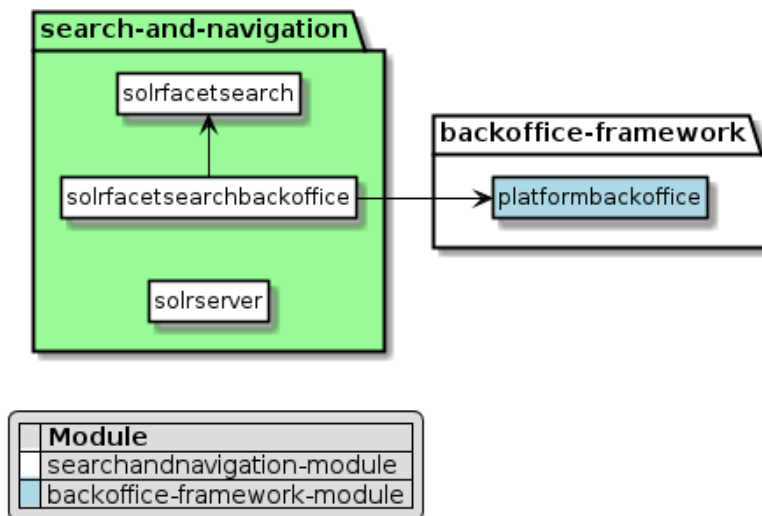 search-and-navigation
solrfacetsearch
backoffice-framework
solrfacetsearchbackoffice
platformbackoffice
solrserver
Module
searchandnavigation-module
backoffice-framework-module